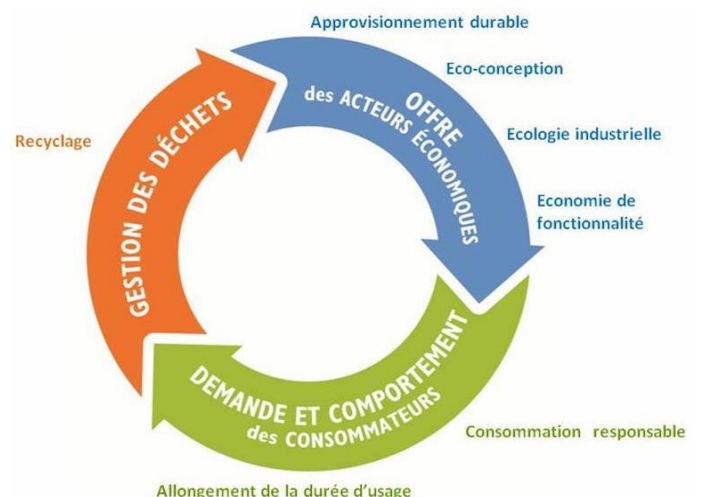 Approvisionnement durable
Eco-conception
OFFRE
des ACTEURS ÉCONOMIQUES
Ecologie industrielle
Economie de
fonctionnalité
Recyclage
GESTION DES DÉCHETS
DEMANDE ET COMPORTEMENT
des CONSOMMATEURS
Consommation responsable
Allongement de la durée d'usage